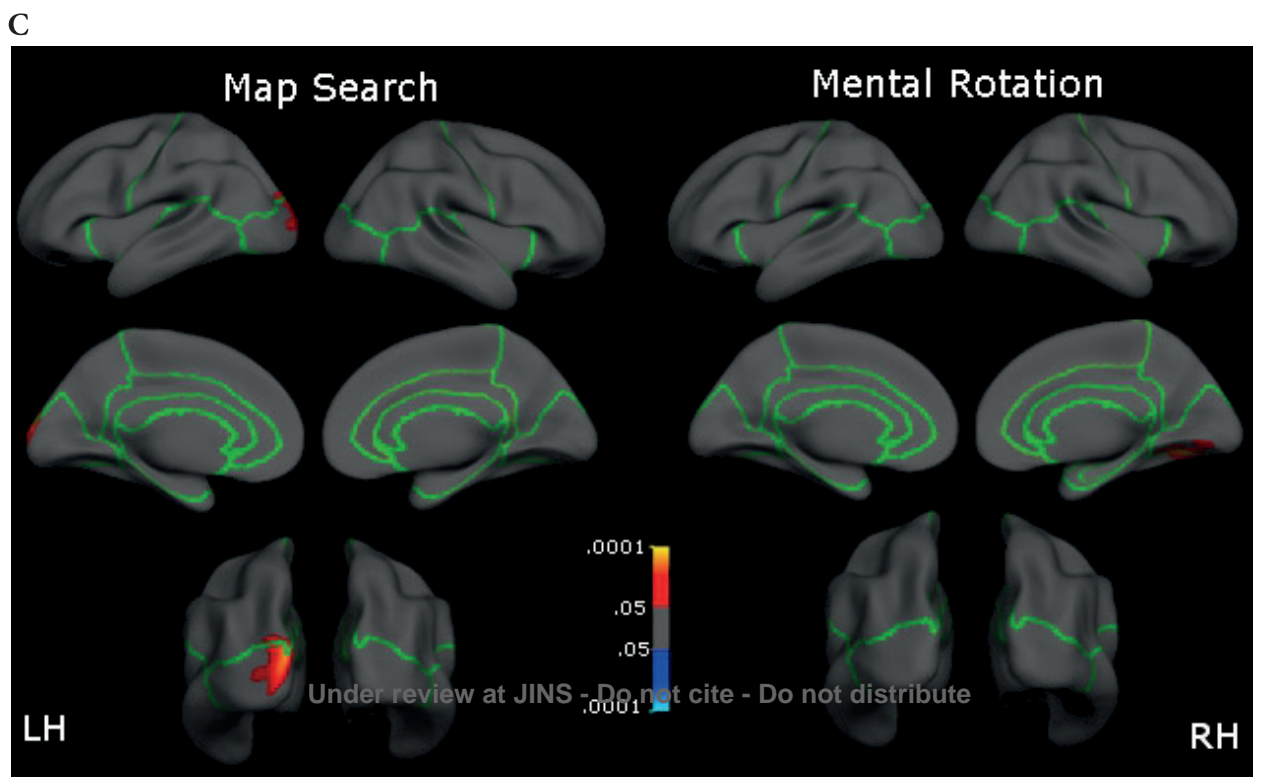 C
Map Search
Mental Rotation
.0001
.05
.05
.0001
Under review at JINS - Do not cite - Do not distribute
LH
RH